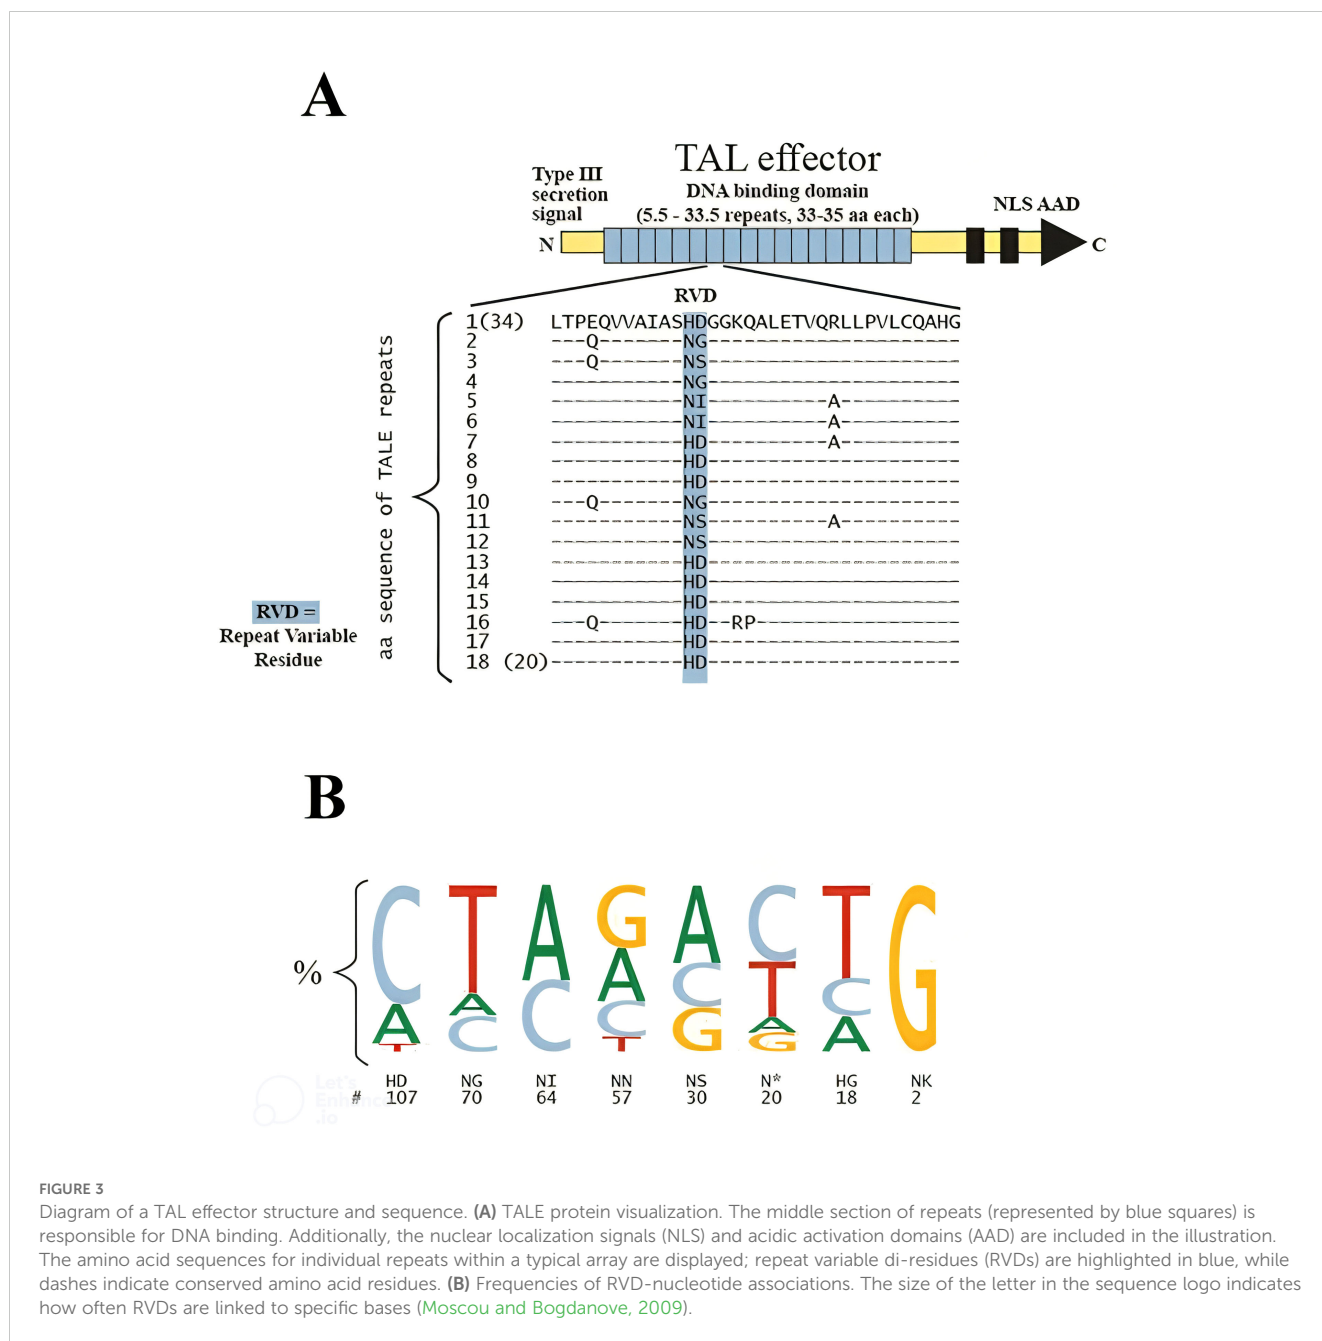 A
TAL effector
Type III
secretion
signal
DNA binding domain
(5.5 - 33.5 repeats, 33-35 aa each)
NLS AAD
N
C
RVD
aa sequence of TALE repeats
1(34) LTPEQVVAIASHDGGKQALETVQRLLPVLCQAHG
2 ---Q-------NG--------------------
3 ---Q-------NS--------------------
4 -----------NG--------------------
5 -----------NI----------A---------
6 -----------NI----------A---------
7 -----------HD----------A---------
8 -----------HD--------------------
9 -----------HD--------------------
10 ---Q-------NG--------------------
11 -----------NS----------A---------
12 -----------NS--------------------
13 -----------HD--------------------
14 -----------HD--------------------
15 -----------HD--------------------
16 ---Q-------HD--RP----------------
17 -----------HD--------------------
18 (20)-----------HD--------------------
RVD =
Repeat Variable
Residue
B
%
C T A G A C T G
A A C A C T C
T C C G A A
T G
HD NG NI NN NS N* HG NK
# 107 70 64 57 30 20 18 2
Let's
Enhance
.io
FIGURE 3
Diagram of a TAL effector structure and sequence. (A) TALE protein visualization. The middle section of repeats (represented by blue squares) is
responsible for DNA binding. Additionally, the nuclear localization signals (NLS) and acidic activation domains (AAD) are included in the illustration.
The amino acid sequences for individual repeats within a typical array are displayed; repeat variable di-residues (RVDs) are highlighted in blue, while
dashes indicate conserved amino acid residues. (B) Frequencies of RVD-nucleotide associations. The size of the letter in the sequence logo indicates
how often RVDs are linked to specific bases (Moscou and Bogdanove, 2009).